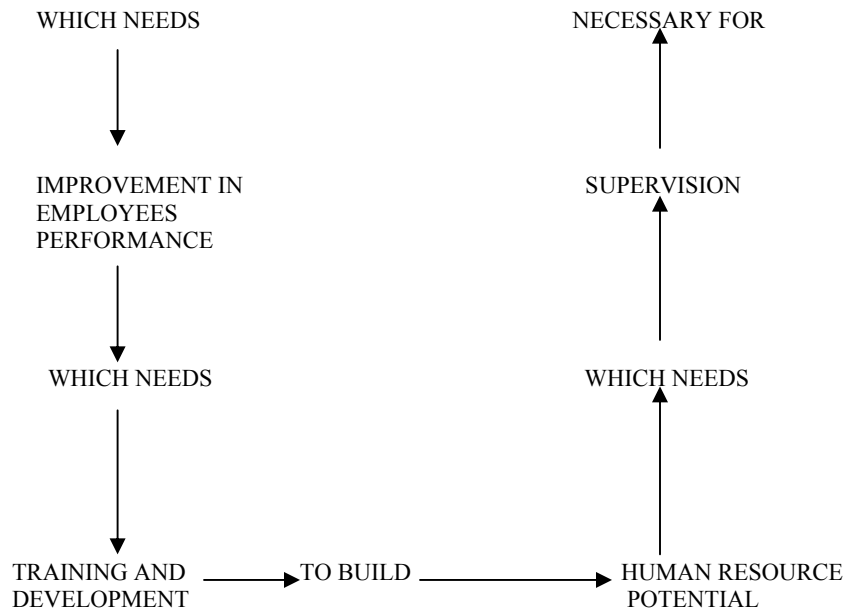 WHICH NEEDS
NECESSARY FOR
IMPROVEMENT IN
EMPLOYEES
PERFORMANCE
SUPERVISION
WHICH NEEDS
WHICH NEEDS
TRAINING AND
DEVELOPMENT
TO BUILD
HUMAN RESOURCE
POTENTIAL